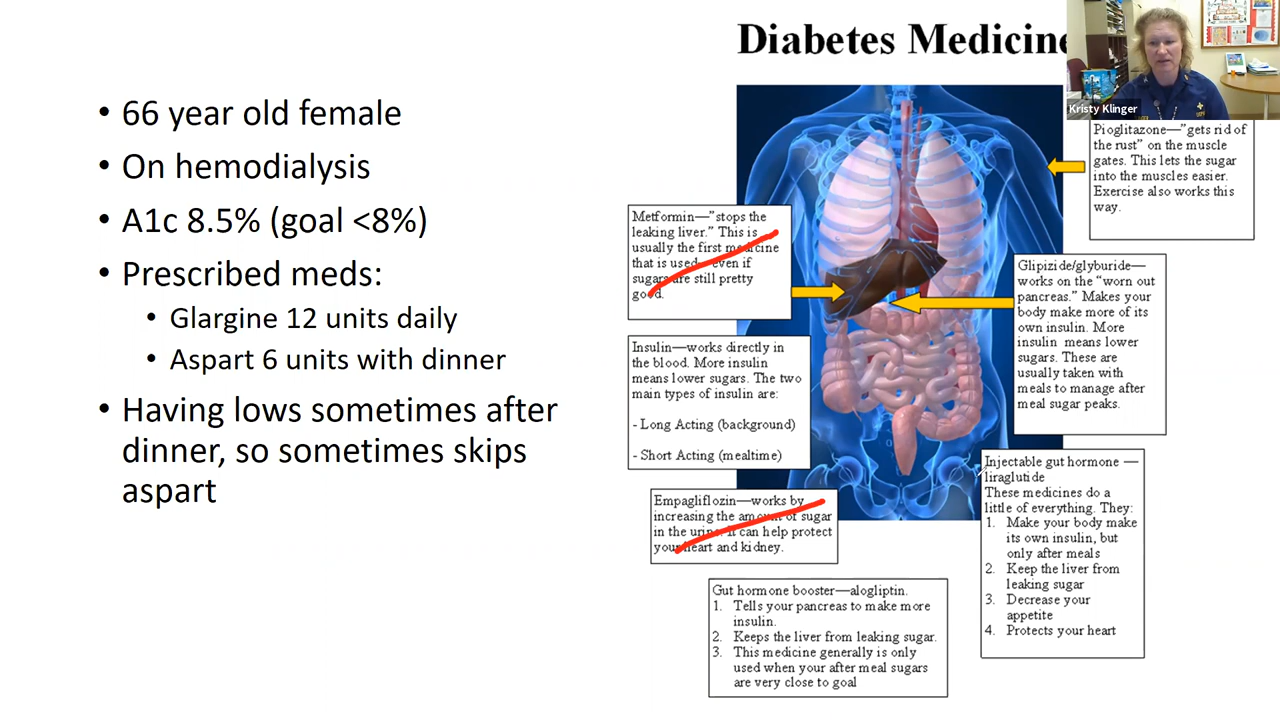 Diabetes Medicine
Kristy Klinger
• 66 year old female
• On hemodialysis
• A1c 8.5% (goal <8%)
• Prescribed meds:
• Glargine 12 units daily
• Aspart 6 units with dinner
• Having lows sometimes after
dinner, so sometimes skips
aspart
Pioglitazone—"gets rid of
the rust" on the muscle
gates. This lets the sugar
into the muscles easier.
Exercise also works this
way.
Metformin—"stops the
leaking liver." This is
usually the first medicine
that is used, even if
sugars are still pretty
good.
Glipizide/glyburide—
works on the "worn out
pancreas." Makes your
body make more of its
own insulin. More
insulin means lower
sugars. These are
usually taken with
meals to manage after
meal sugar peaks.
Insulin—works directly in
the blood. More insulin
means lower sugars. The two
main types of insulin are:
- Long Acting (background)
- Short Acting (mealtime)
Injectable gut hormone —
liraglutide
These medicines do a
little of everything. They:
1. Make your body make
its own insulin, but
only after meals
2. Keep the liver from
leaking sugar
3. Decrease your
appetite
4. Protects your heart
Empagliflozin—works by
increasing the amount of sugar
in the urine. It can help protect
your heart and kidney.
Gut hormone booster—alogliptin.
1. Tells your pancreas to make more
insulin.
2. Keeps the liver from leaking sugar.
3. This medicine generally is only
used when your after meal sugars
are very close to goal